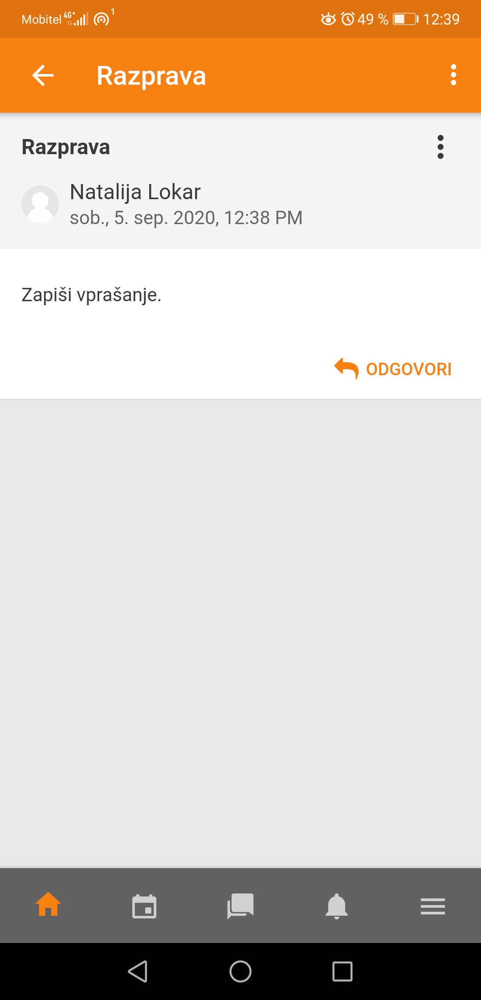 Mobitel 4G+ 1 49 % 12:39
Razprava
Razprava
Natalija Lokar
sob., 5. sep. 2020, 12:38 PM
Zapiši vprašanje.
ODGOVORI